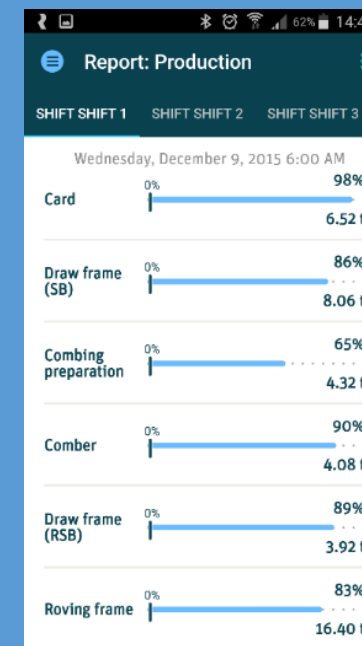 62% 14:4
Report: Production
SHIFT SHIFT 1 SHIFT SHIFT 2 SHIFT SHIFT 3
Wednesday, December 9, 2015 6:00 AM
Card 0% 98%
6.52 t
Draw frame (SB) 0% 86%
8.06 t
Combing preparation 0% 65%
4.32 t
Comber 0% 90%
4.08 t
Draw frame (RSB) 0% 89%
3.92 t
Roving frame 0% 83%
16.40 t